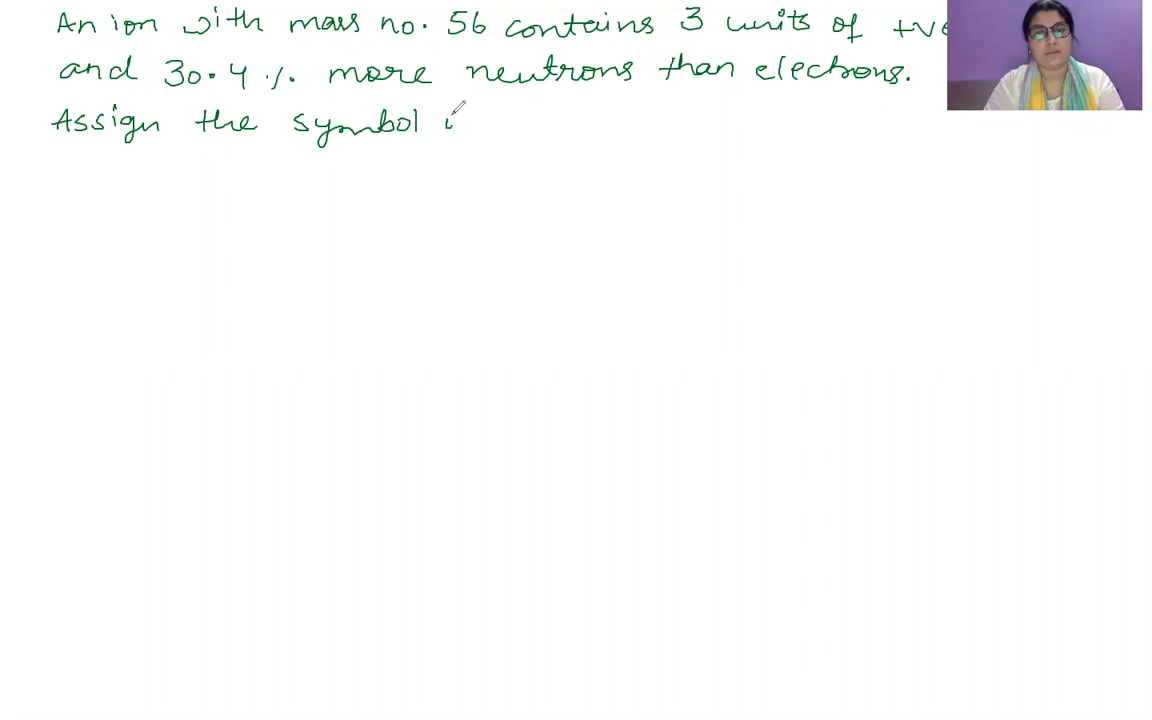 An ion with mass no. 56 contains 3 units of +ve
and 30.4 % more neutrons than electrons.
Assign the symbol